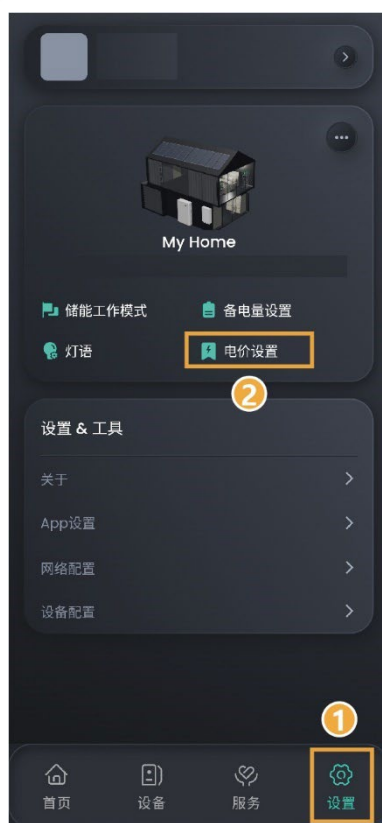 My Home
储能工作模式
备电量设置
灯语
电价设置
2
设置 & 工具
关于
App设置
网络配置
设备配置
1
首页
设备
服务
设置